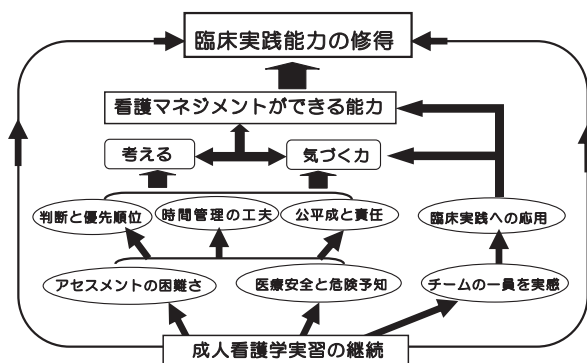 臨床実践能力の修得
看護マネジメントができる能力
考える
気づく力
判断と優先順位
時間管理の工夫
公平成と責任
臨床実践への応用
アセスメントの困難さ
医療安全と危険予知
チームの一員を実感
成人看護学実習の継続